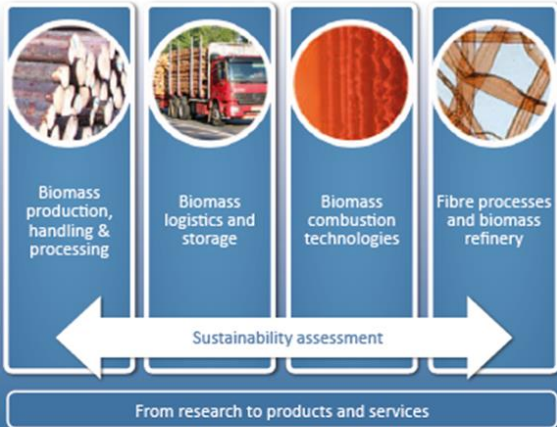 Biomass
production,
handling &
processing
Biomass
logistics and
storage
Biomass
combustion
technologies
Fibre processes
and biomass
refinery
Sustainability assessment
From research to products and services